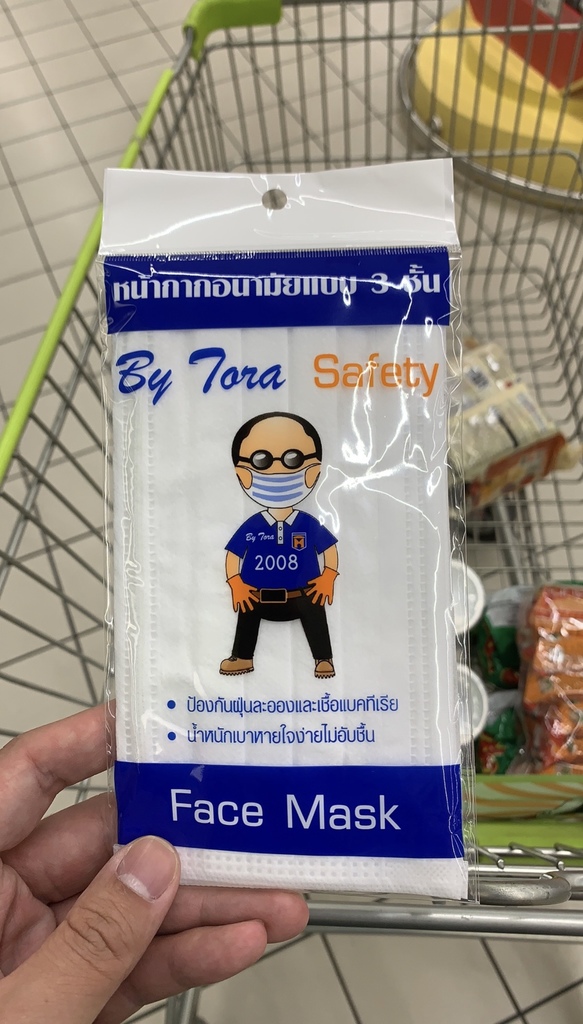 หน้ากากอนามัยแบบ 3 ชั้น
By Tora Safety
By Tora
2008
• ป้องกันฝุ่นละอองและเชื้อแบคทีเรีย
• น้ำหนักเบาหายใจง่ายไม่อับชื้น
Face Mask